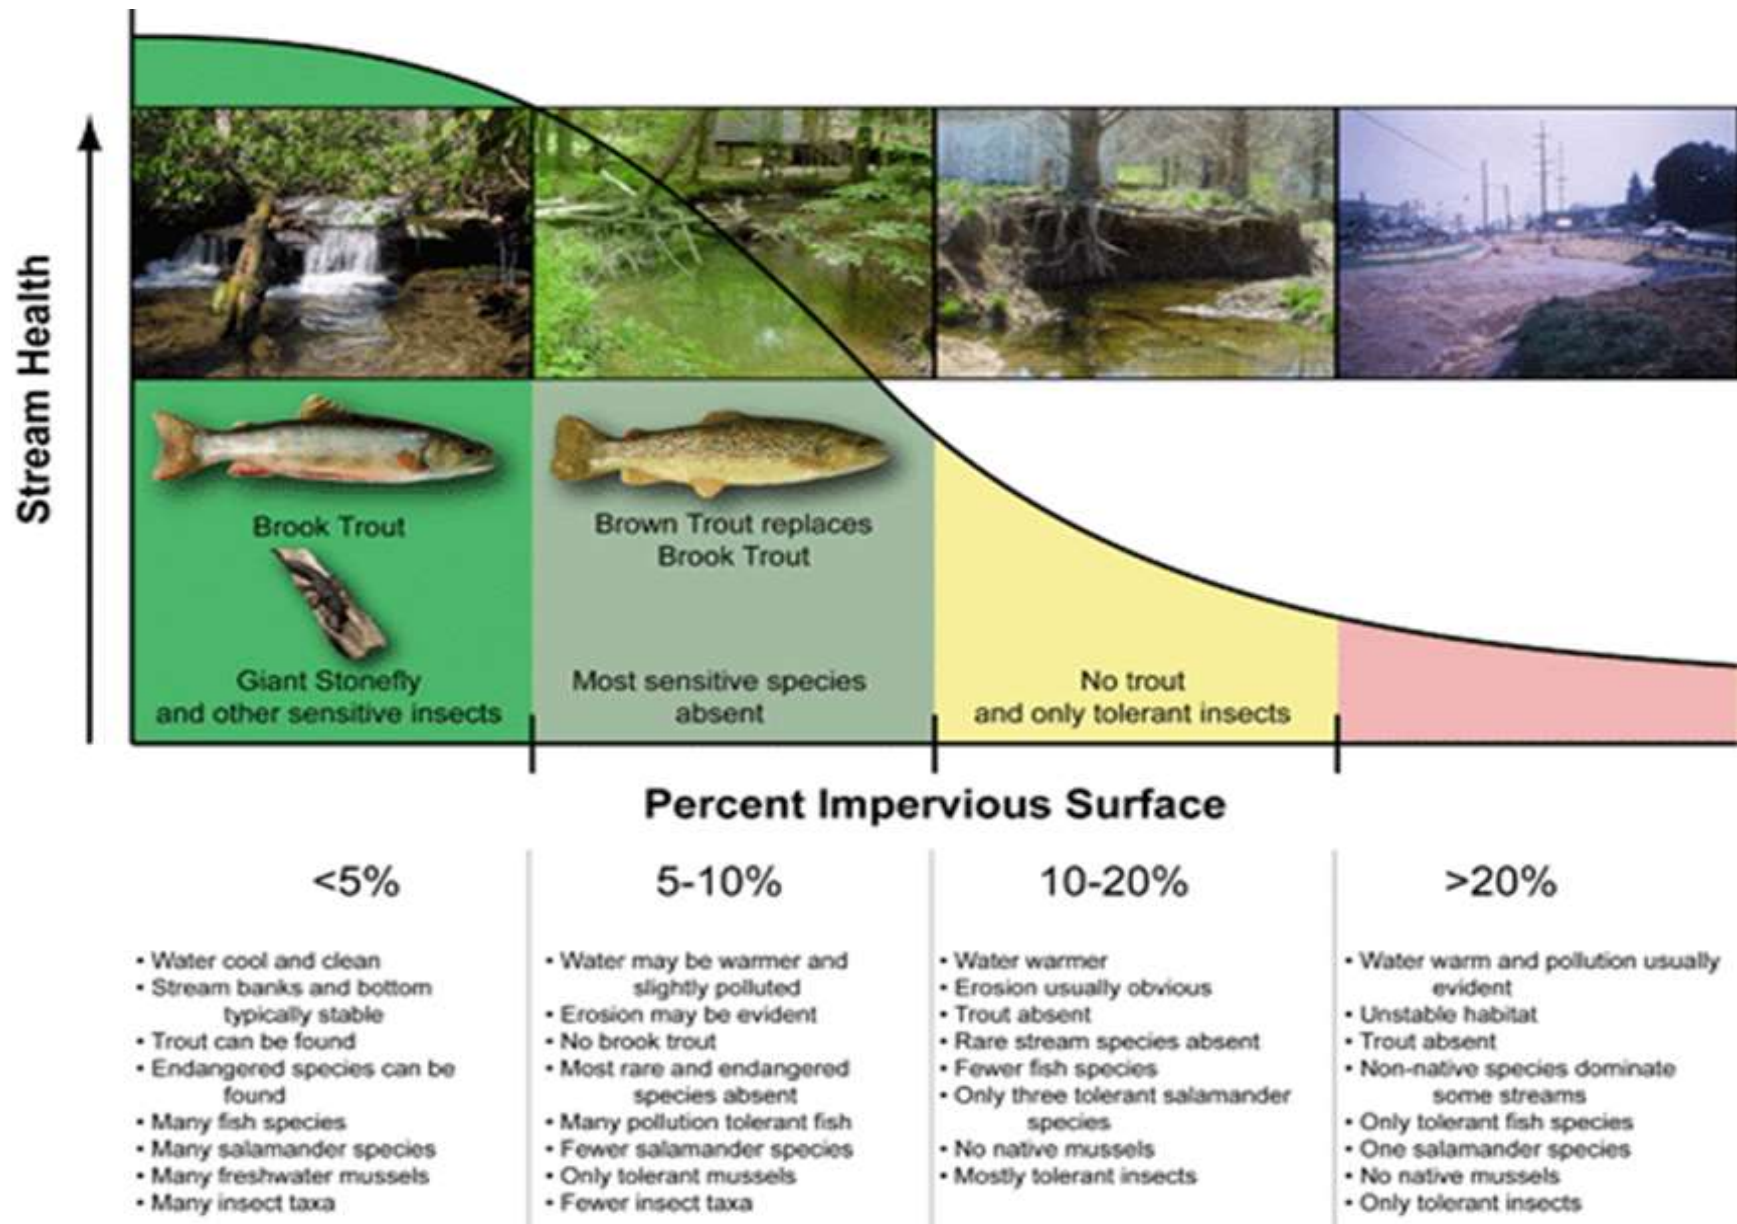 Stream Health
Brook Trout
Giant Stonefly
and other sensitive insects
Brown Trout replaces
Brook Trout
Most sensitive species
absent
No trout
and only tolerant insects
Percent Impervious Surface
<5%
• Water cool and clean
• Stream banks and bottom
typically stable
• Trout can be found
• Endangered species can be
found
• Many fish species
• Many salamander species
• Many freshwater mussels
• Many insect taxa
5-10%
• Water may be warmer and
slightly polluted
• Erosion may be evident
• No brook trout
• Most rare and endangered
species absent
• Many pollution tolerant fish
• Fewer salamander species
• Only tolerant mussels
• Fewer insect taxa
10-20%
• Water warmer
• Erosion usually obvious
• Trout absent
• Rare stream species absent
• Fewer fish species
• Only three tolerant salamander
species
• No native mussels
• Mostly tolerant insects
>20%
• Water warm and pollution usually
evident
• Unstable habitat
• Trout absent
• Non-native species dominate
some streams
• Only tolerant fish species
• One salamander species
• No native mussels
• Only tolerant insects